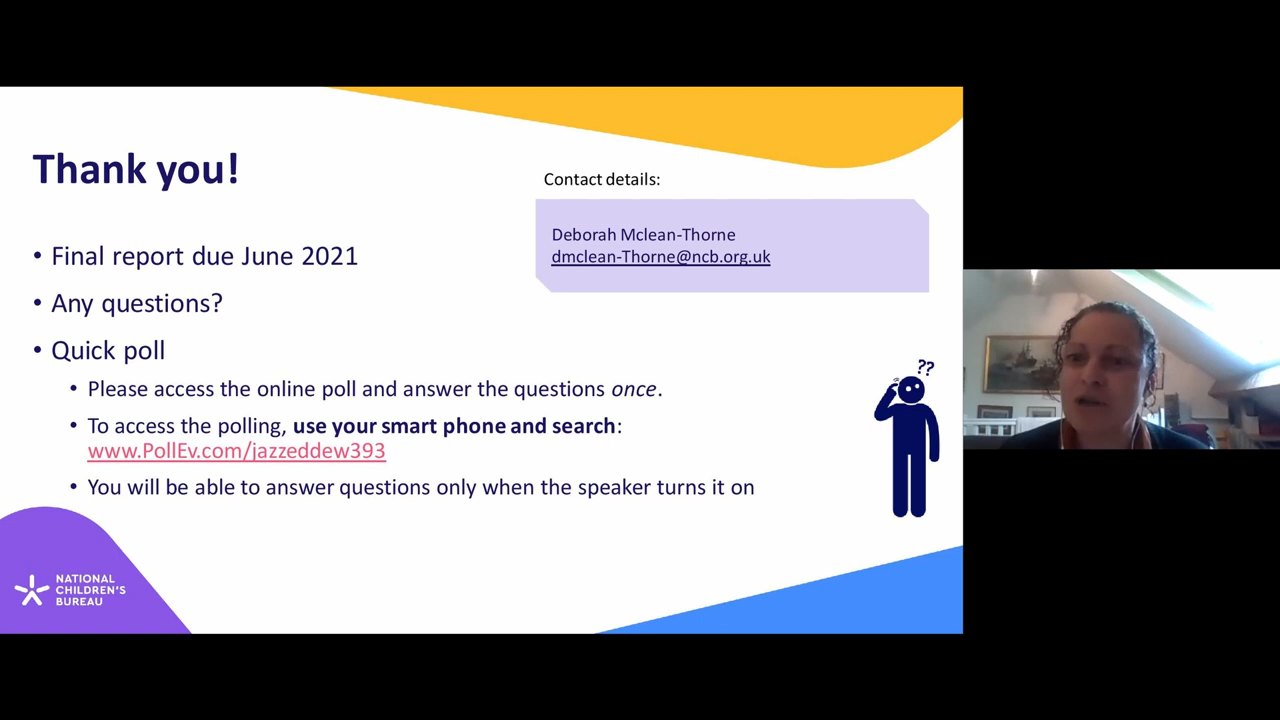 Thank you!
Contact details:
Deborah Mclean-Thorne
dmclean-Thorne@ncb.org.uk
• Final report due June 2021
• Any questions?
• Quick poll
• Please access the online poll and answer the questions once.
• To access the polling, use your smart phone and search:
www.PollEv.com/jazzeddew393
• You will be able to answer questions only when the speaker turns it on
??
NATIONAL
CHILDREN'S
BUREAU